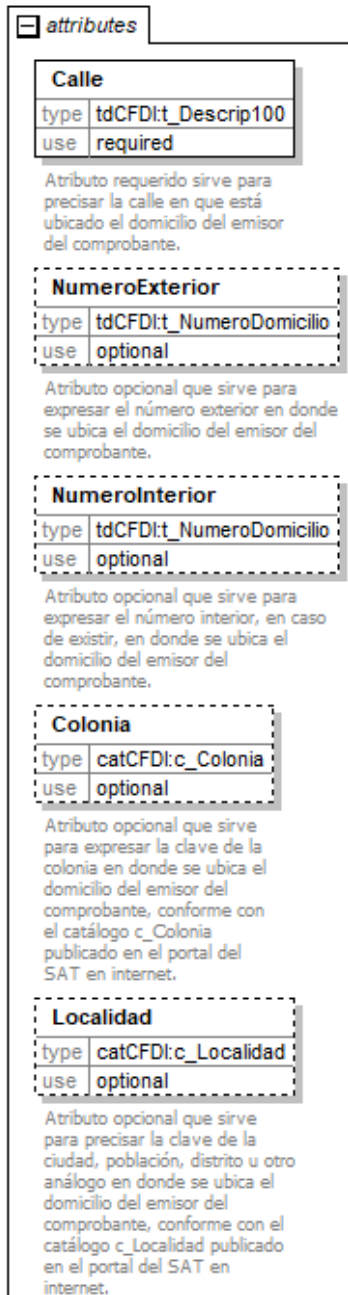 attributes
Calle
type tdCFDI:t_Descrip100
use required
Atributo requerido sirve para
precisar la calle en que está
ubicado el domicilio del emisor
del comprobante.
NumeroExterior
type tdCFDI:t_NumeroDomicilio
use optional
Atributo opcional que sirve para
expresar el número exterior en donde
se ubica el domicilio del emisor del
comprobante.
NumeroInterior
type tdCFDI:t_NumeroDomicilio
use optional
Atributo opcional que sirve para
expresar el número interior, en caso
de existir, en donde se ubica el
domicilio del emisor del
comprobante.
Colonia
type catCFDI:c_Colonia
use optional
Atributo opcional que sirve
para expresar la clave de la
colonia en donde se ubica el
domicilio del emisor del
comprobante, conforme con
el catálogo c_Colonia
publicado en el portal del
SAT en internet.
Localidad
type catCFDI:c_Localidad
use optional
Atributo opcional que sirve
para precisar la clave de la
ciudad, población, distrito u otro
análogo en donde se ubica el
domicilio del emisor del
comprobante, conforme con el
catálogo c_Localidad publicado
en el portal del SAT en
internet.